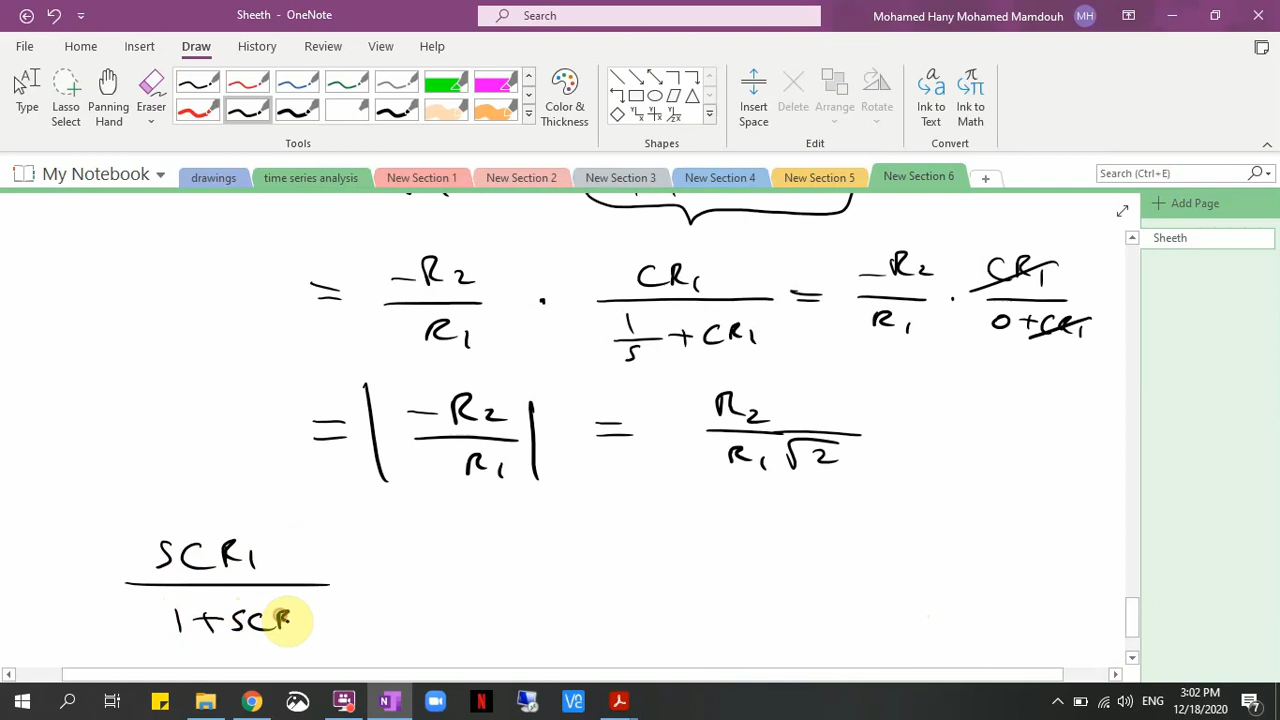 Sheeth - OneNote
Search
Mohamed Hany Mohamed Mamdouh MH
File Home Insert Draw History Review View Help
Type
Lasso Select
Panning Hand
Eraser
Color & Thickness
Insert Space
Delete
Arrange
Rotate
Ink to Text
Ink to Math
Tools
Shapes
Edit
Convert
My Notebook
drawings
time series analysis
New Section 1
New Section 2
New Section 3
New Section 4
New Section 5
New Section 6
Search (Ctrl+E)
Add Page
Sheeth
= -R2/R1 . CR1/(1/S + CR1) = -R2/R1 . CR1/(0 + CR1)
= |-R2/R1| = R2/(R1√2)
SCR1
1 + SCR
ENG
3:02 PM
12/18/2020
7